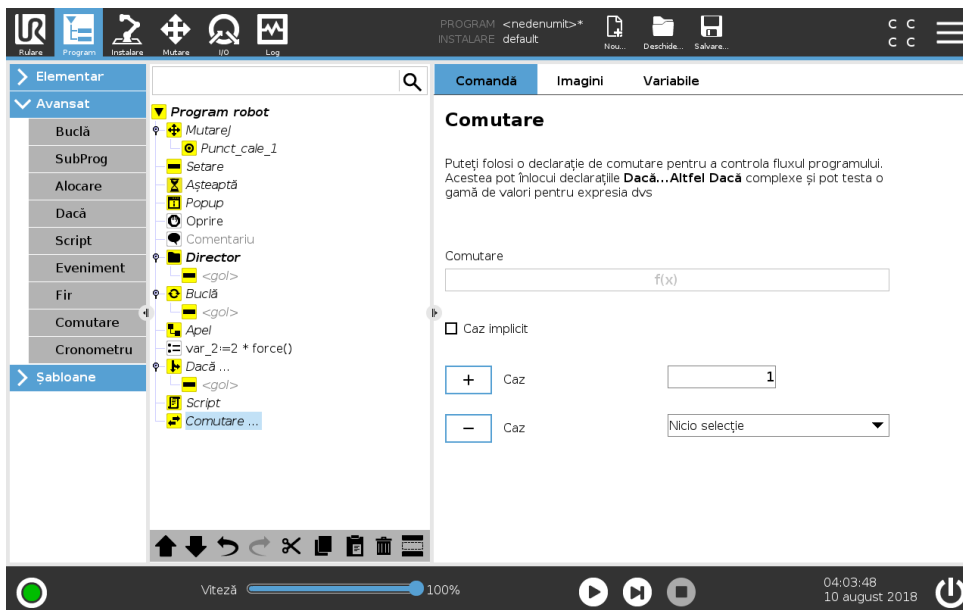 PROGRAM <nedenumit>*
INSTALARE default
Rulare
Program
Instalare
Mutare
I/O
Log
Nou...
Deschide...
Salvare...
C C
C C
Elementar
Avansat
Buclă
SubProg
Alocare
Dacă
Script
Eveniment
Fir
Comutare
Cronometru
Șabloane
Program robot
MutareJ
Punct_cale_1
Setare
Așteaptă
Popup
Oprire
Comentariu
Director
<gol>
Buclă
<gol>
Apel
var_2:=2 * force()
Dacă ...
<gol>
Script
Comutare ...
Comandă
Imagini
Variabile
Comutare
Puteți folosi o declarație de comutare pentru a controla fluxul programului.
Acestea pot înlocui declarațiile Dacă...Altfel Dacă complexe și pot testa o
gamă de valori pentru expresia dvs
Comutare
f(x)
Caz implicit
+ Caz 1
− Caz Nicio selecție
Viteză 100%
04:03:48
10 august 2018